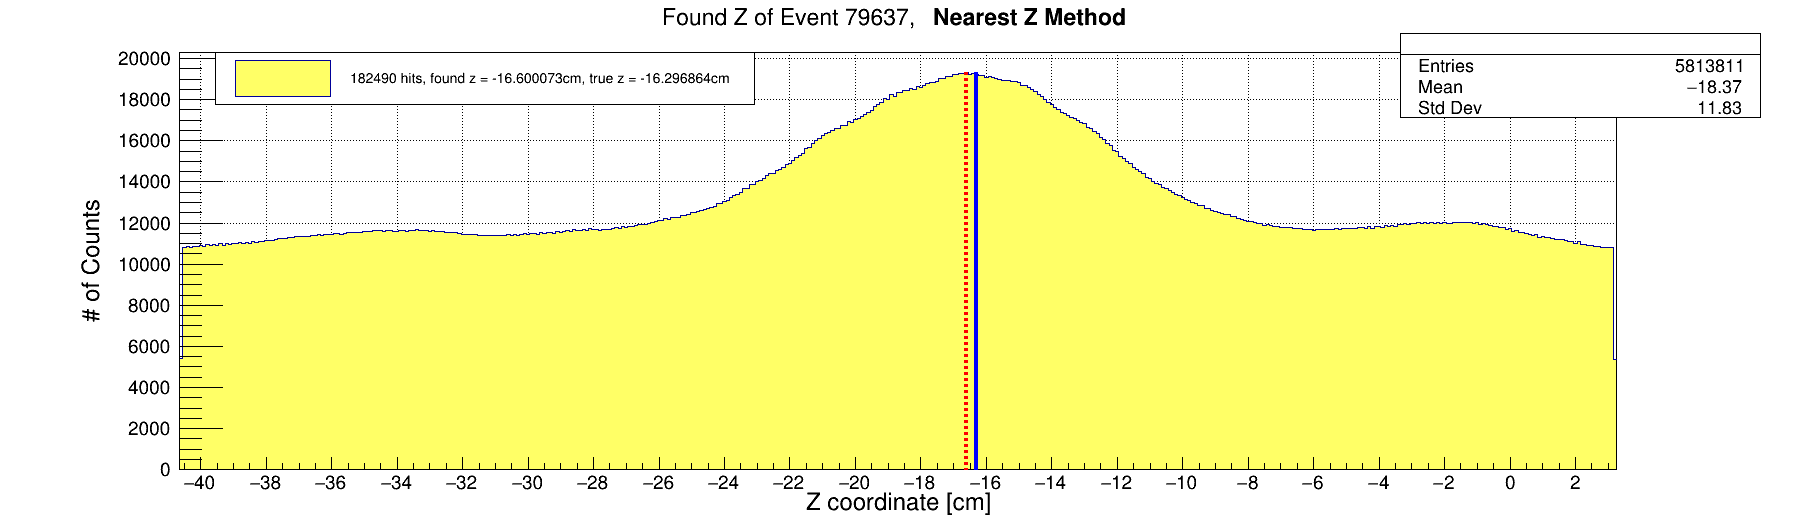 Found Z of Event 79637, Nearest Z Method
182490 hits, found z = -16.600073cm, true z = -16.296864cm
Entries 5813811
Mean −18.37
Std Dev 11.83
# of Counts
20000
18000
16000
14000
12000
10000
8000
6000
4000
2000
0
−40 −38 −36 −34 −32 −30 −28 −26 −24 −22 −20 −18 −16 −14 −12 −10 −8 −6 −4 −2 0 2
Z coordinate [cm]